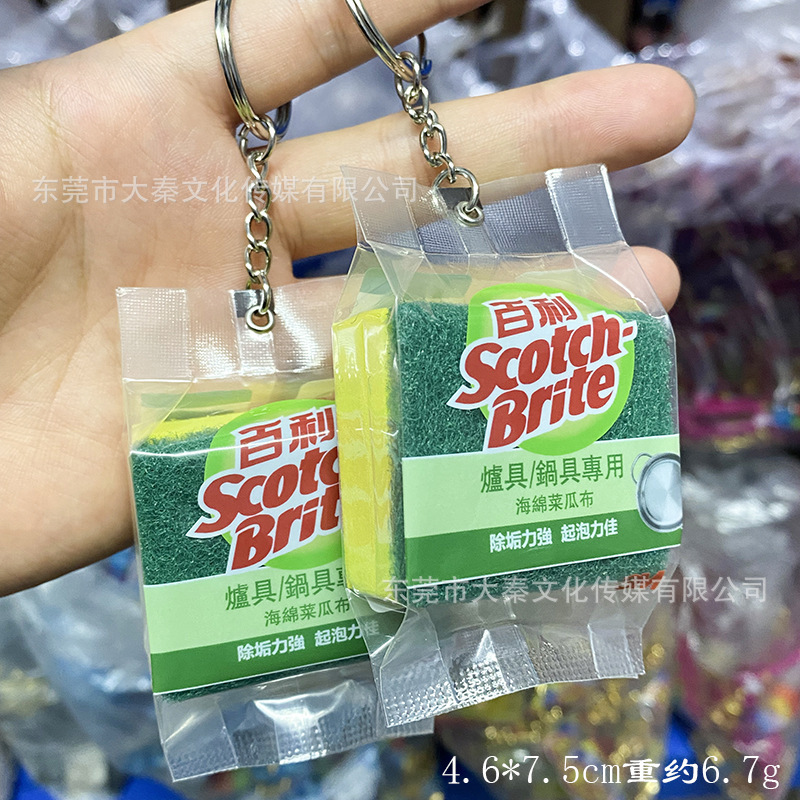 东莞市大秦文化传媒有限公司
百利
Scotch-
Brite
爐具/鍋具專用
海綿菜瓜布
除垢力強 起泡力佳
百利
Scotc
Brite
爐具/鍋具專
海綿菜瓜布
除垢力強 起泡力佳
东莞市大秦文化传媒有限公司
4.6*7.5cm重约6.7g